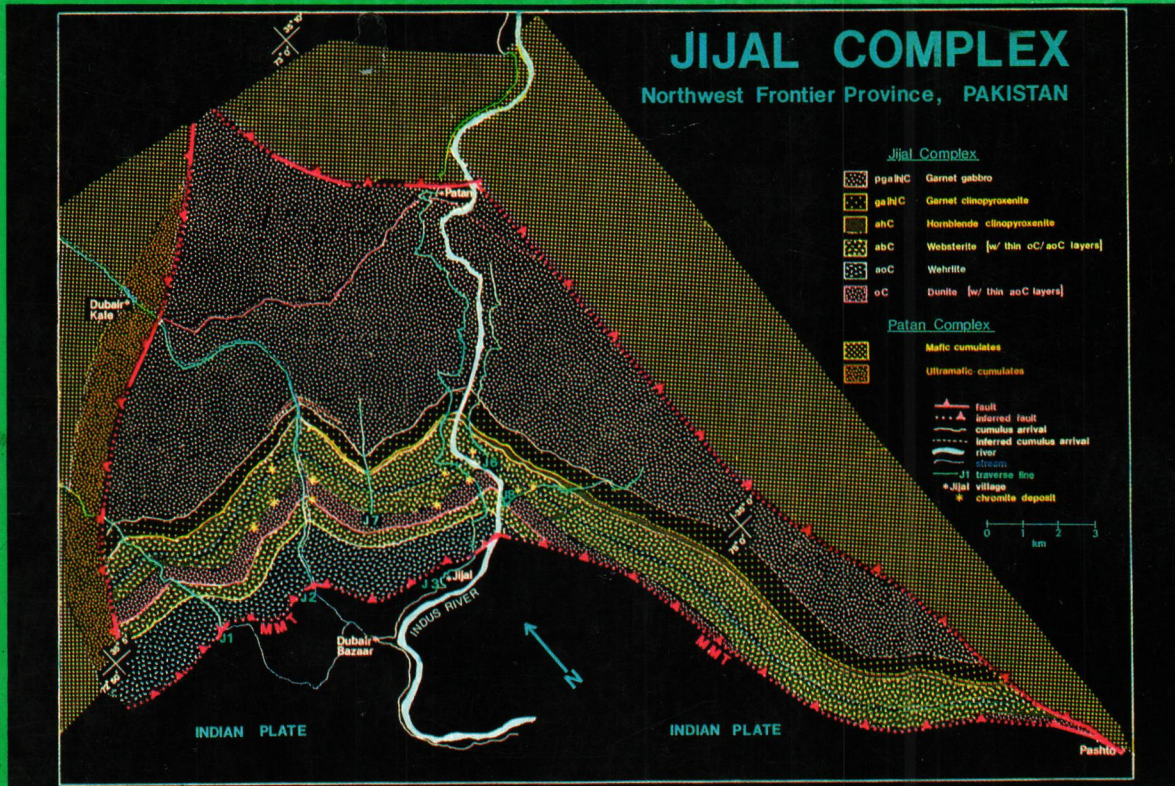 JIJAL COMPLEX
Northwest Frontier Province, PAKISTAN
Jijal Complex
pga|h|C Garnet gabbro
ga|h|C Garnet clinopyroxenite
ahC Hornblende clinopyroxenite
abC Websterite [w/ thin oC/aoC layers]
aoC Wehrlite
oC Dunite [w/ thin aoC layers]
Patan Complex
Mafic cumulates
Ultramafic cumulates
fault
inferred fault
cumulus arrival
inferred cumulus arrival
river
stream
J1 traverse line
Jijal village
chromite deposit
0 1 2 3
km
Patan
Dubair
Kale
J7
J3
Jijal
J2
J1
MMT
INDUS RIVER
Dubair
Bazaar
N
MMT
INDIAN PLATE
INDIAN PLATE
Pashto